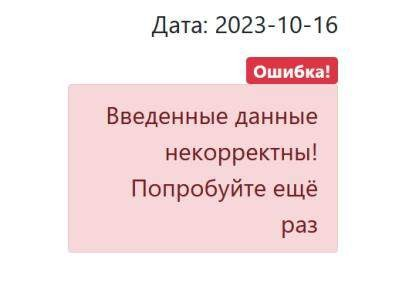 Дата: 2023-10-16
Ошибка!
Введенные данные
некорректны!
Попробуйте ещё
раз